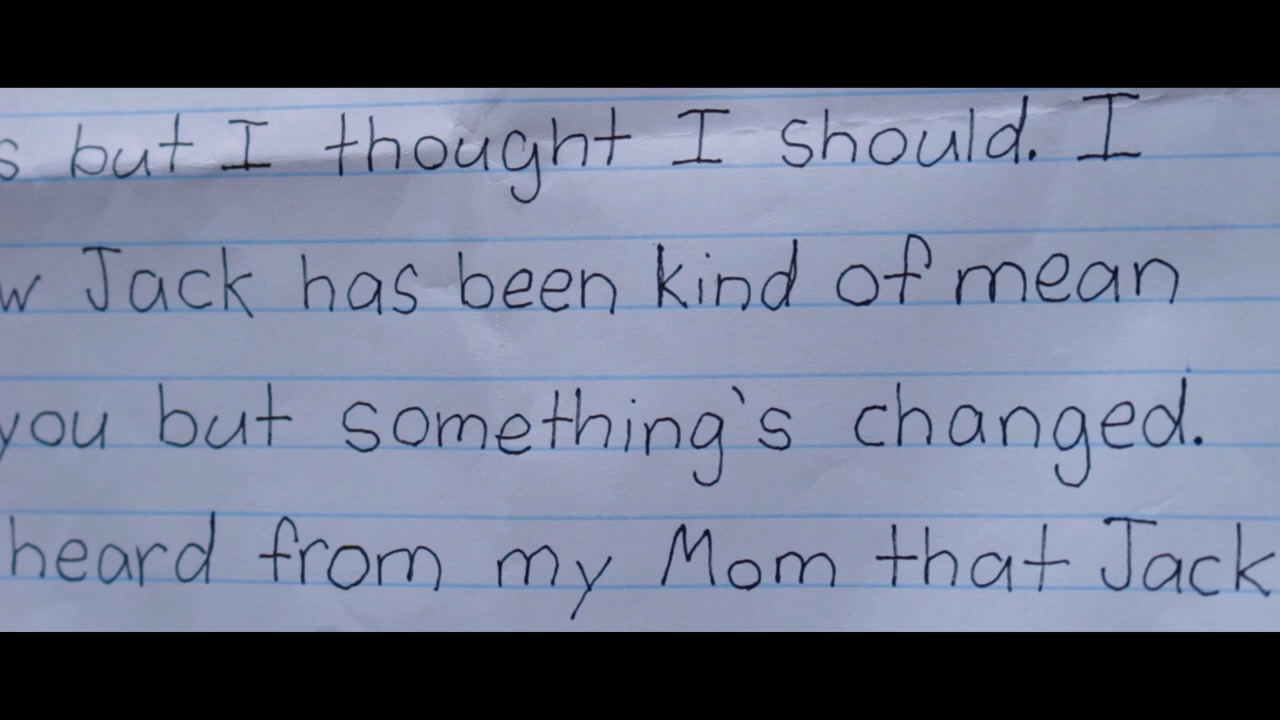 s but I thought I should. I
w Jack has been kind of mean
you but something's changed.
heard from my Mom that Jack